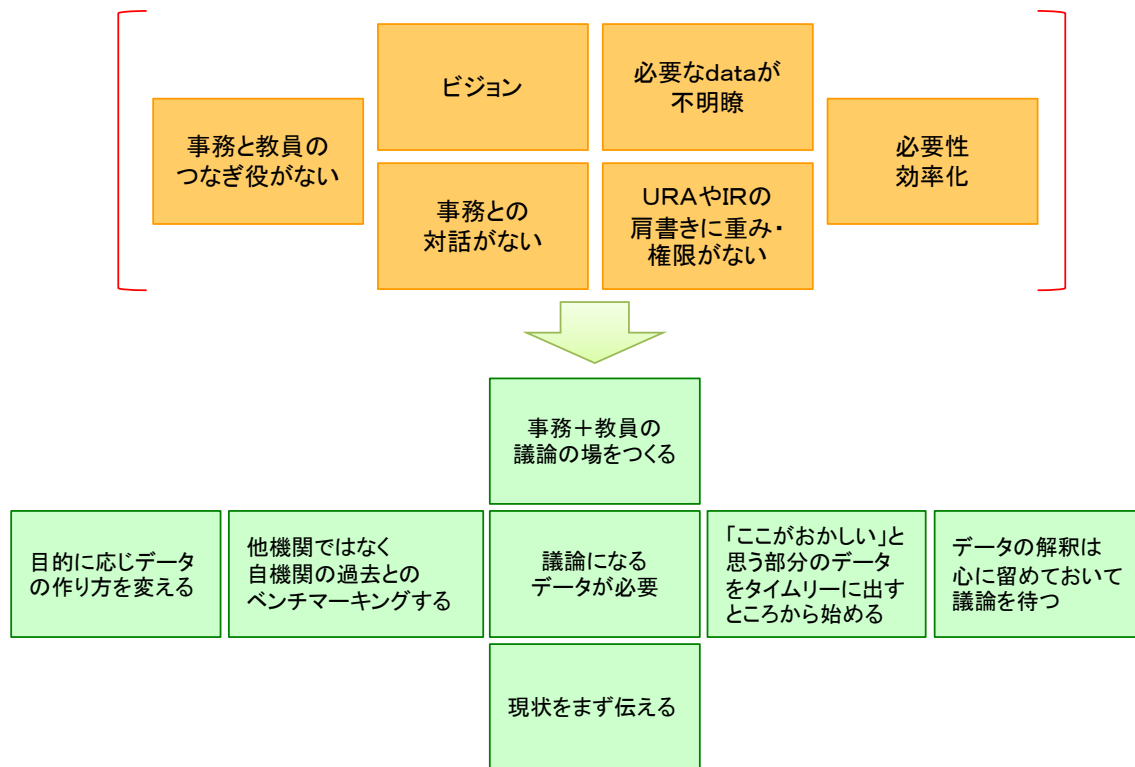 ビジョン
必要なdataが
不明瞭
事務と教員の
つなぎ役がない
必要性
効率化
事務との
対話がない
URAやIRの
肩書きに重み・
権限がない
事務＋教員の
議論の場をつくる
目的に応じデータ
の作り方を変える
他機関ではなく
自機関の過去との
ベンチマーキングする
議論になる
データが必要
「ここがおかしい」と
思う部分のデータ
をタイムリーに出す
ところから始める
データの解釈は
心に留めておいて
議論を待つ
現状をまず伝える